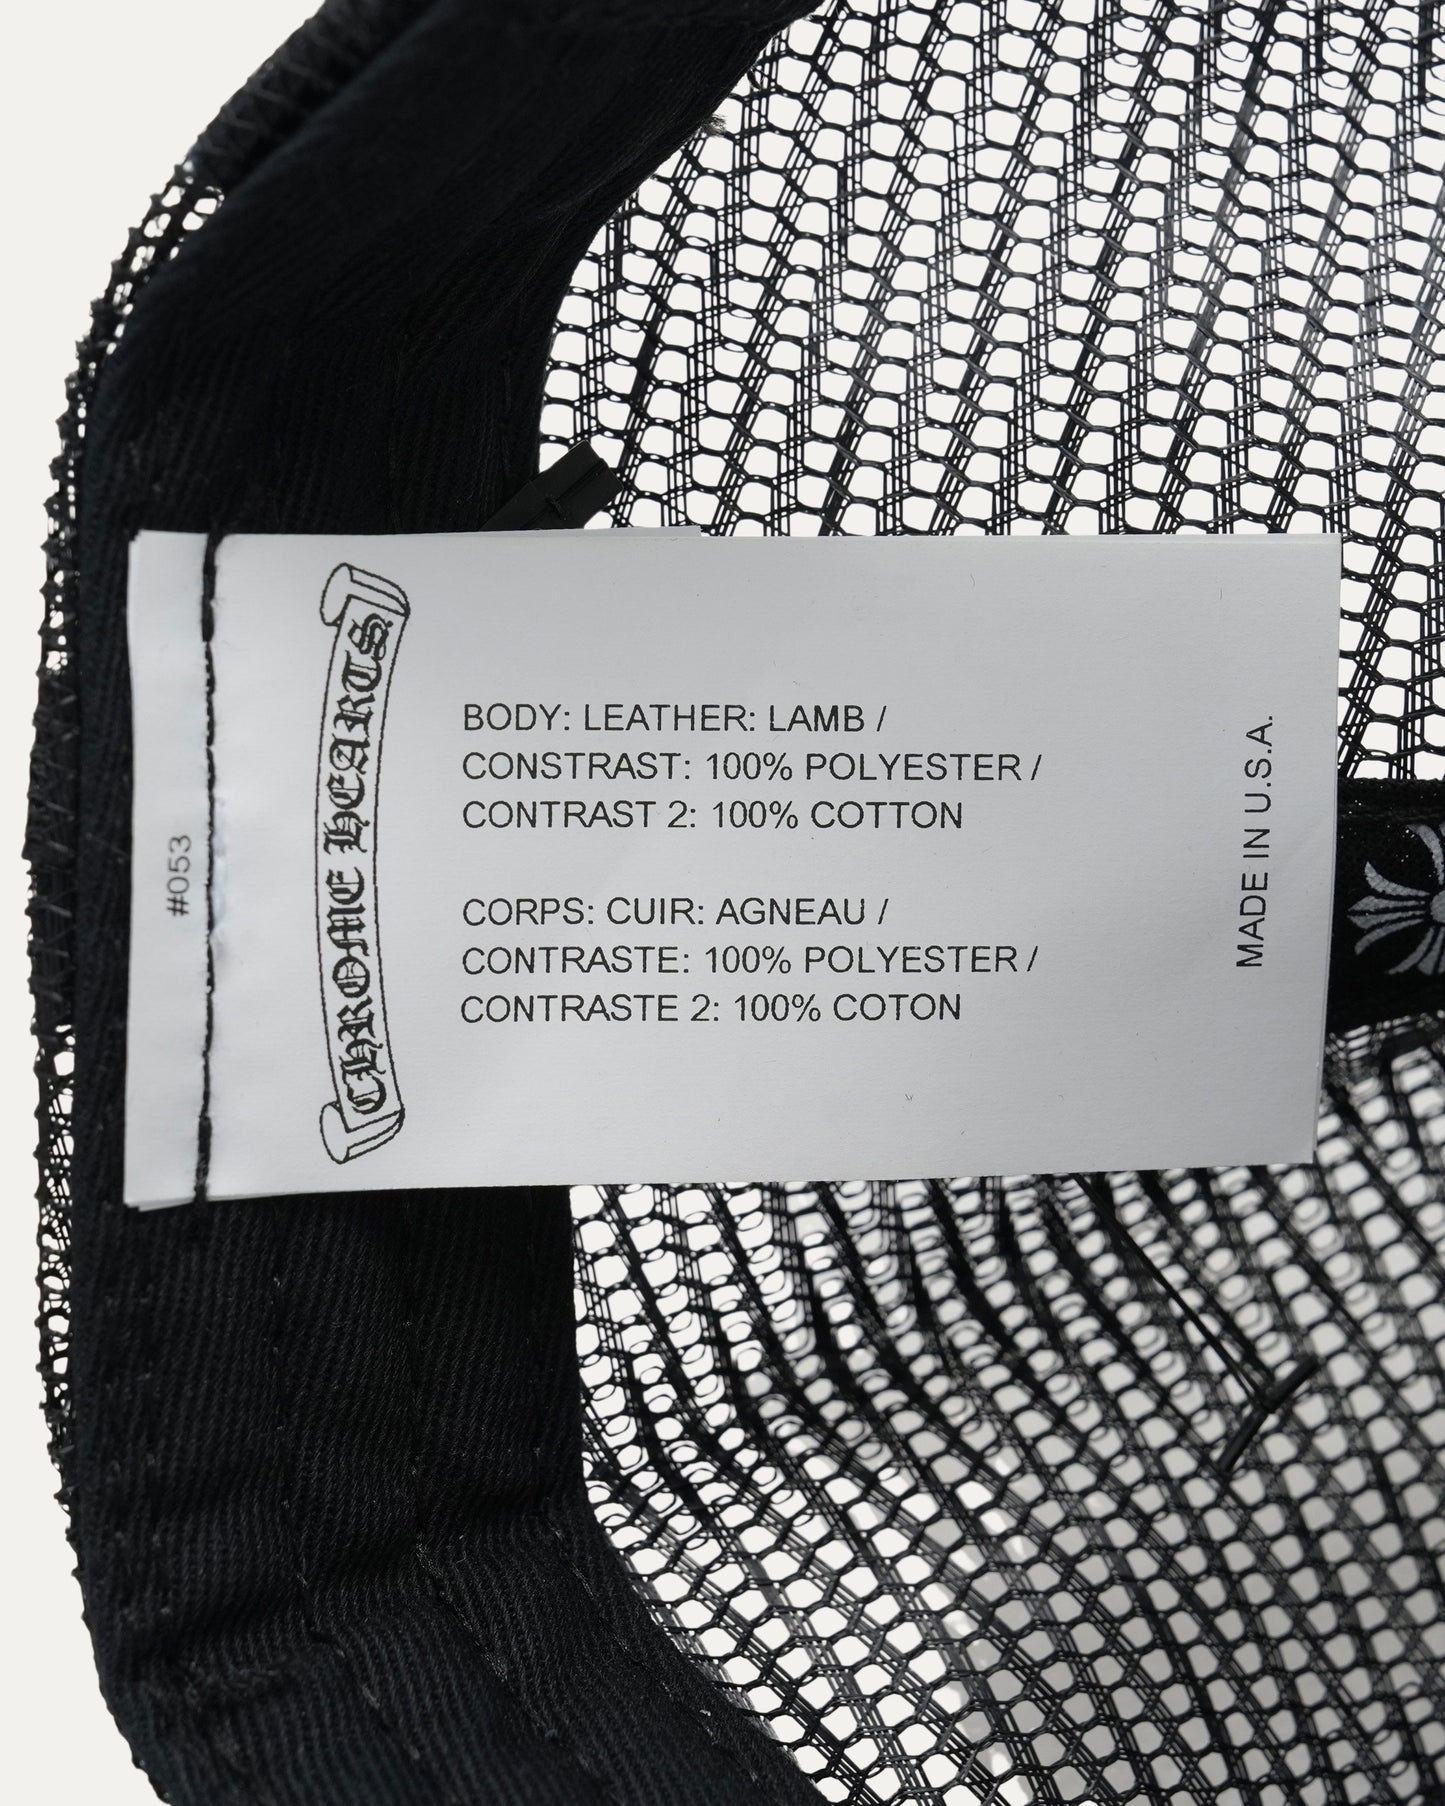 #053
CHROME HEARTS
BODY: LEATHER: LAMB /
CONSTRAST: 100% POLYESTER /
CONTRAST 2: 100% COTTON
CORPS: CUIR: AGNEAU /
CONTRASTE: 100% POLYESTER /
CONTRASTE 2: 100% COTON
MADE IN U.S.A.